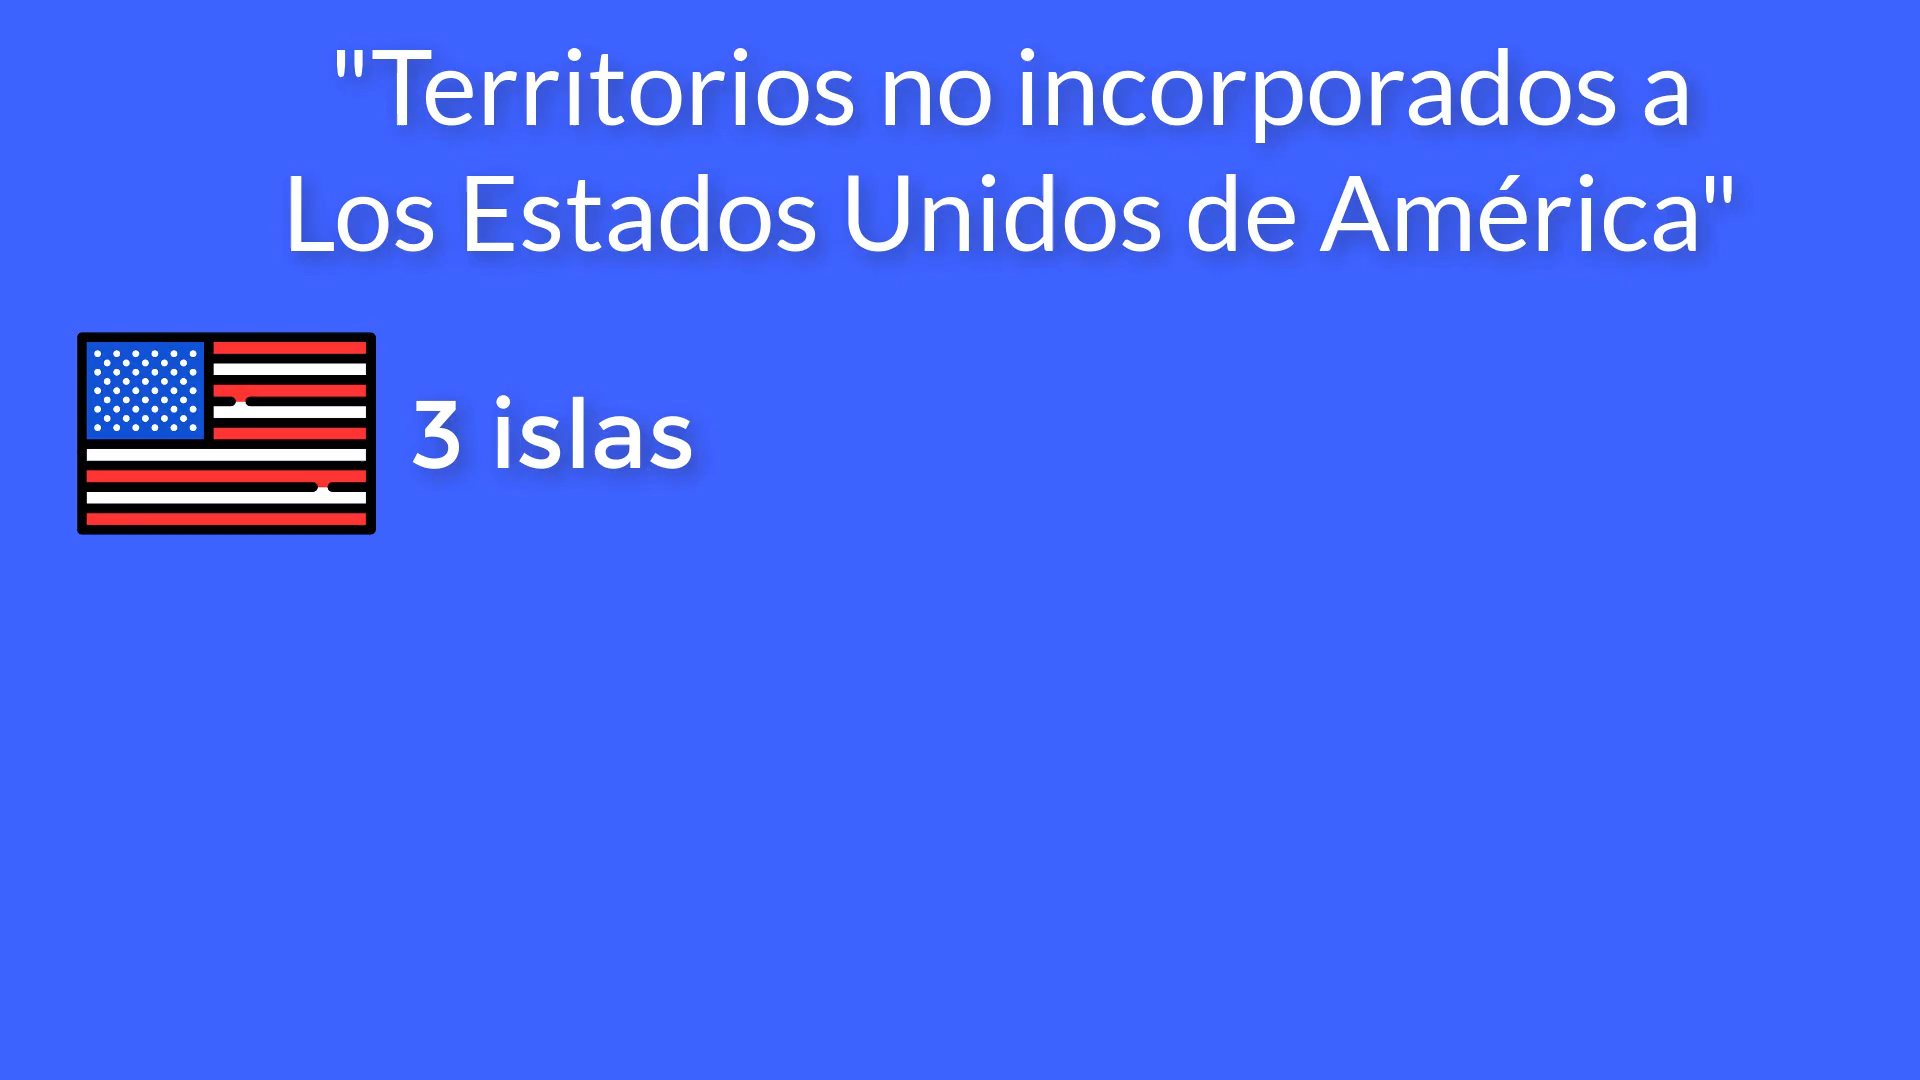 "Territorios no incorporados a
Los Estados Unidos de América"
3 islas